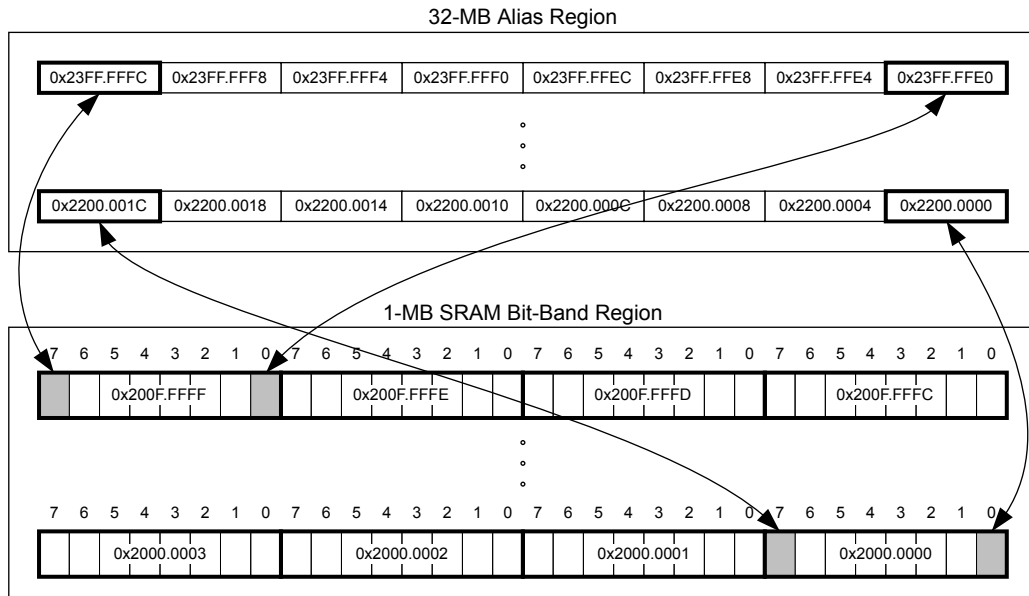 32-MB Alias Region
0x23FF.FFFC 0x23FF.FFF8 0x23FF.FFF4 0x23FF.FFF0 0x23FF.FFEC 0x23FF.FFE8 0x23FF.FFE4 0x23FF.FFE0
0x2200.001C 0x2200.0018 0x2200.0014 0x2200.0010 0x2200.000C 0x2200.0008 0x2200.0004 0x2200.0000
1-MB SRAM Bit-Band Region
7 6 5 4 3 2 1 0 7 6 5 4 3 2 1 0 7 6 5 4 3 2 1 0 7 6 5 4 3 2 1 0
0x200F.FFFF 0x200F.FFFE 0x200F.FFFD 0x200F.FFFC
7 6 5 4 3 2 1 0 7 6 5 4 3 2 1 0 7 6 5 4 3 2 1 0 7 6 5 4 3 2 1 0
0x2000.0003 0x2000.0002 0x2000.0001 0x2000.0000